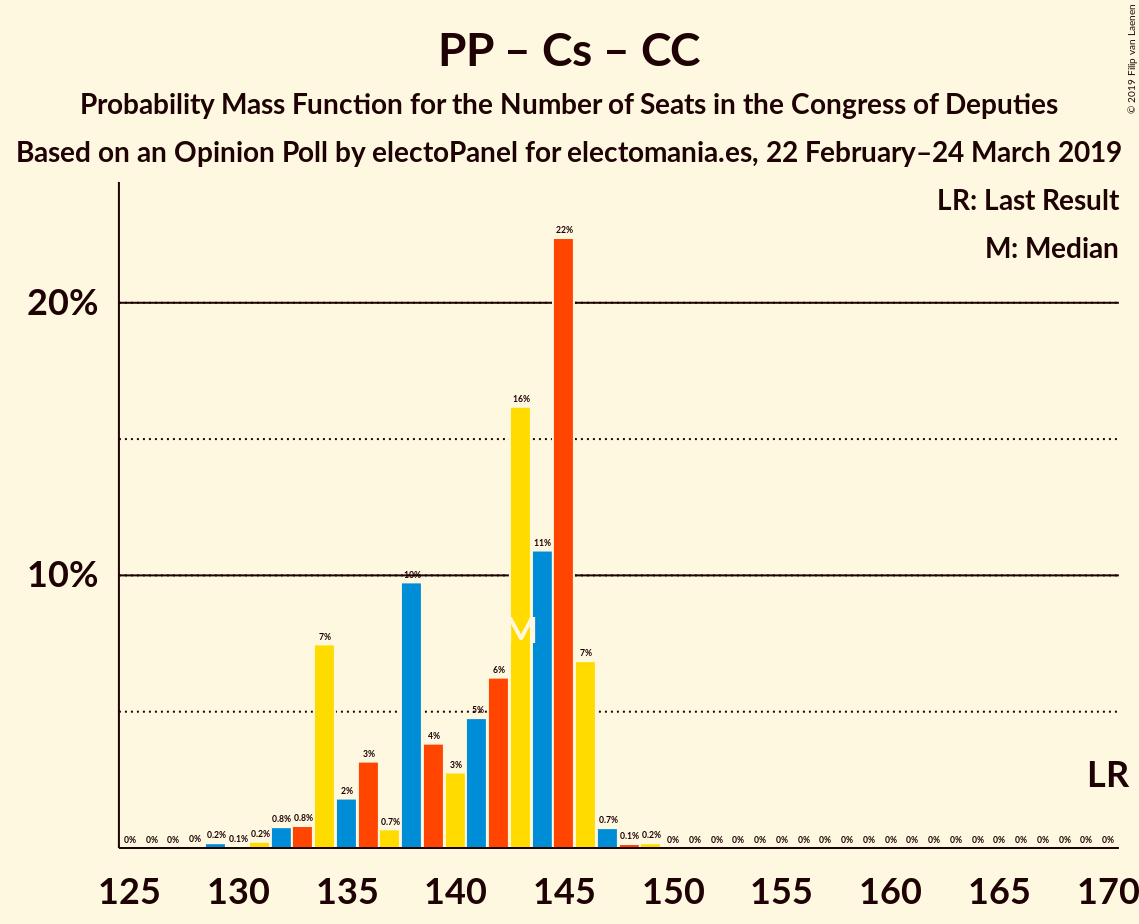 PP – Cs – CC
Probability Mass Function for the Number of Seats in the Congress of Deputies
Based on an Opinion Poll by electoPanel for electomania.es, 22 February–24 March 2019
© 2019 Filip van Laenen
LR: Last Result
M: Median
20%
10%
0% 0% 0% 0% 0.2% 0.1% 0.2% 0.8% 0.8% 7% 2% 3% 0.7% 10% 4% 3% 5% 6% 16% 11% 22% 7% 0.7% 0.1% 0.2% 0% 0% 0% 0% 0% 0% 0% 0% 0% 0% 0% 0% 0% 0% 0% 0% 0% 0% 0% 0% 0%
M
LR
125 130 135 140 145 150 155 160 165 170